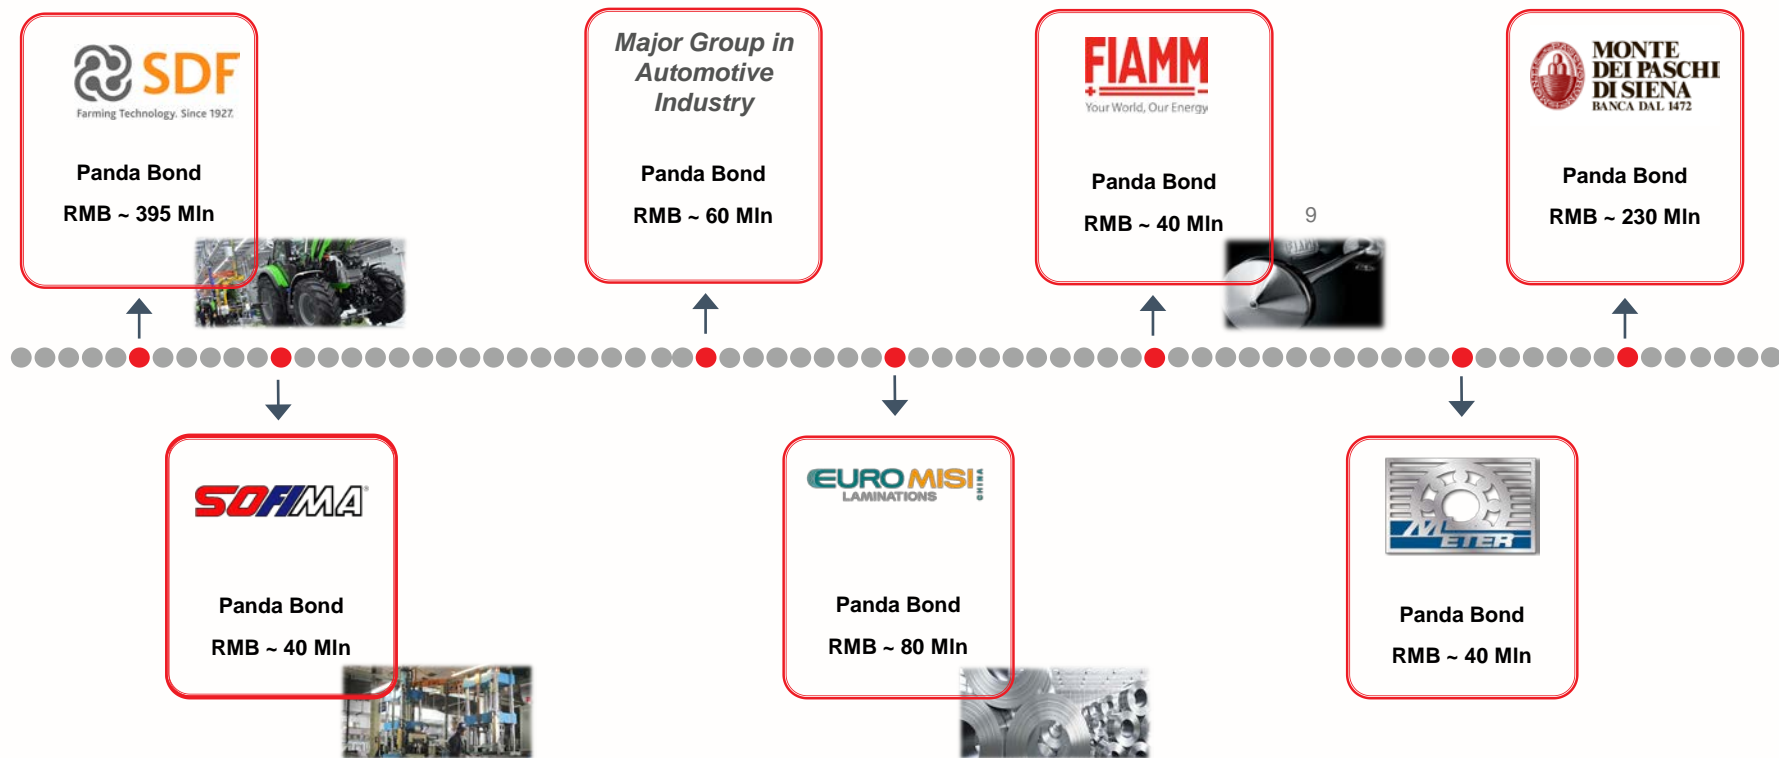 SDF
Farming Technology. Since 1927.
Panda Bond
RMB ~ 395 Mln
Major Group in
Automotive
Industry
Panda Bond
RMB ~ 60 Mln
FIAMM
Your World, Our Energy
Panda Bond
RMB ~ 40 Mln
9
MONTE
DEI PASCHI
DI SIENA
BANCA DAL 1472
Panda Bond
RMB ~ 230 Mln
SOFIMA
Panda Bond
RMB ~ 40 Mln
EUROMISI CHINA
LAMINATIONS
Panda Bond
RMB ~ 80 Mln
METER
Panda Bond
RMB ~ 40 Mln